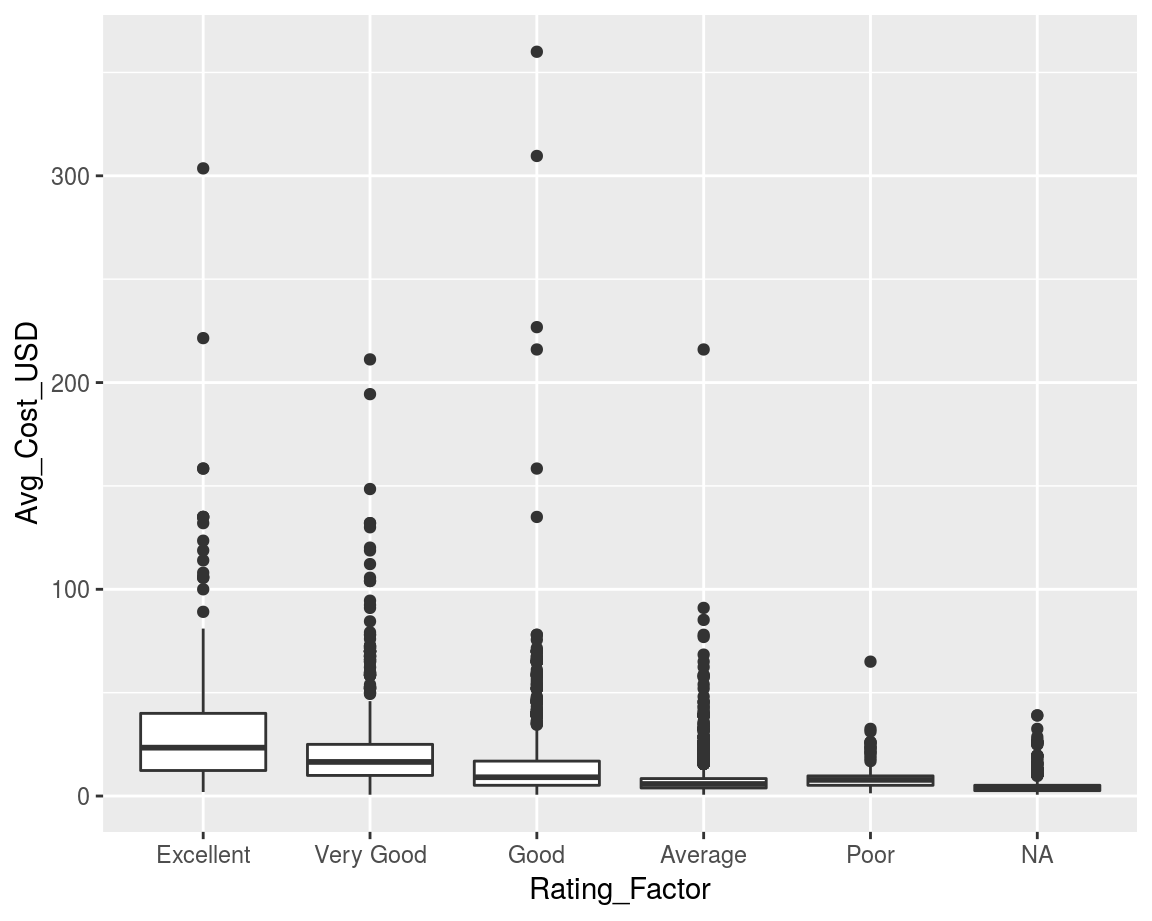 Avg_Cost_USD
300
200
100
0
Excellent
Very Good
Good
Average
Poor
NA
Rating_Factor